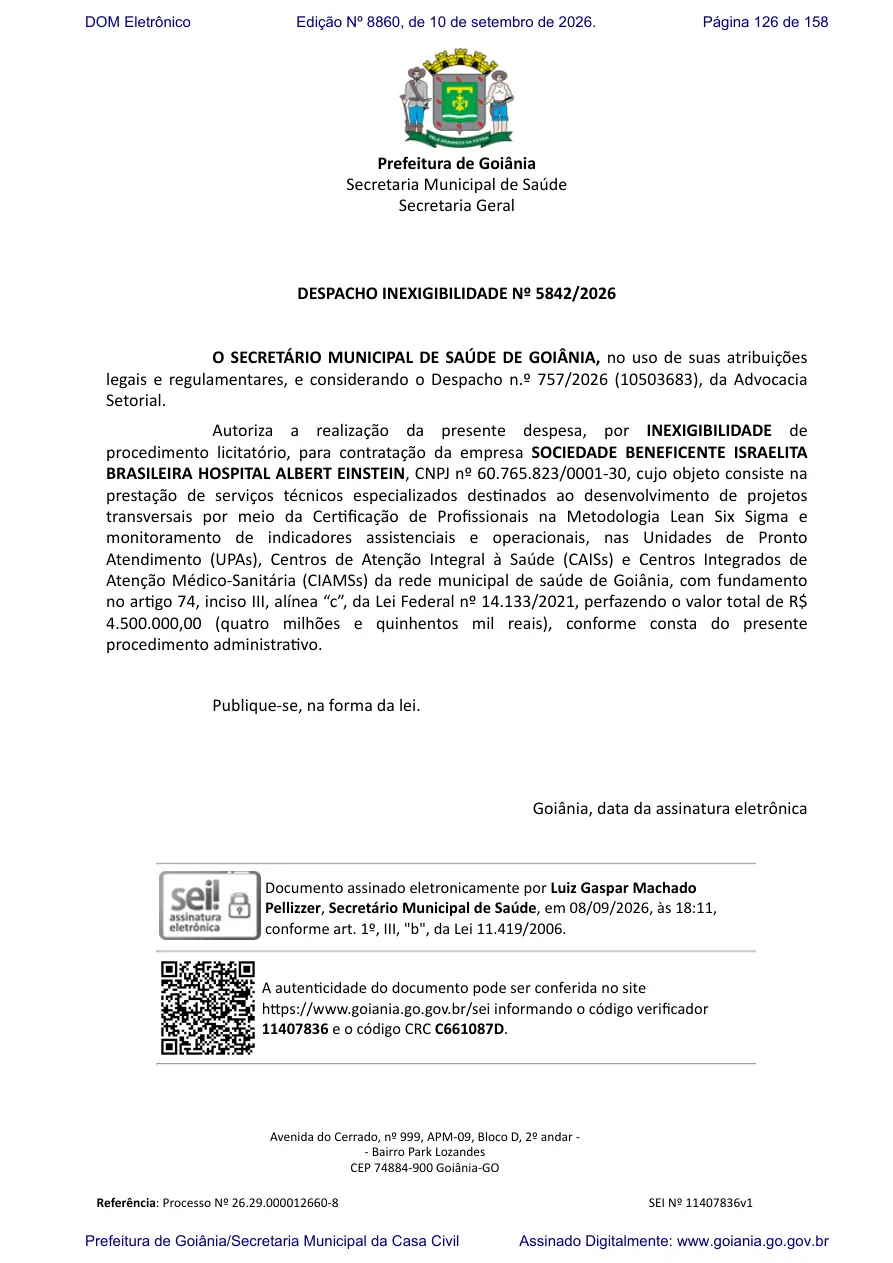 DOM Eletrônico Edição Nº 8860, de 10 de setembro de 2026. Página 126 de 158
Prefeitura de Goiânia
Secretaria Municipal de Saúde
Secretaria Geral
DESPACHO INEXIGIBILIDADE Nº 5842/2026
O SECRETÁRIO MUNICIPAL DE SAÚDE DE GOIÂNIA, no uso de suas atribuições
legais e regulamentares, e considerando o Despacho n.º 757/2026 (10503683), da Advocacia
Setorial.
Autoriza a realização da presente despesa, por INEXIGIBILIDADE de
procedimento licitatório, para contratação da empresa SOCIEDADE BENEFICENTE ISRAELITA
BRASILEIRA HOSPITAL ALBERT EINSTEIN, CNPJ nº 60.765.823/0001-30, cujo objeto consiste na
prestação de serviços técnicos especializados destinados ao desenvolvimento de projetos
transversais por meio da Certificação de Profissionais na Metodologia Lean Six Sigma e
monitoramento de indicadores assistenciais e operacionais, nas Unidades de Pronto
Atendimento (UPAs), Centros de Atenção Integral à Saúde (CAISs) e Centros Integrados de
Atenção Médico-Sanitária (CIAMSs) da rede municipal de saúde de Goiânia, com fundamento
no artigo 74, inciso III, alínea “c”, da Lei Federal nº 14.133/2021, perfazendo o valor total de R$
4.500.000,00 (quatro milhões e quinhentos mil reais), conforme consta do presente
procedimento administrativo.
Publique-se, na forma da lei.
Goiânia, data da assinatura eletrônica
sei!
assinatura
eletrônica
Documento assinado eletronicamente por Luiz Gaspar Machado
Pellizzer, Secretário Municipal de Saúde, em 08/09/2026, às 18:11,
conforme art. 1º, III, "b", da Lei 11.419/2006.
A autenticidade do documento pode ser conferida no site
https://www.goiania.go.gov.br/sei informando o código verificador
11407836 e o código CRC C661087D.
Avenida do Cerrado, nº 999, APM-09, Bloco D, 2º andar -
- Bairro Park Lozandes
CEP 74884-900 Goiânia-GO
Referência: Processo Nº 26.29.000012660-8 SEI Nº 11407836v1
Prefeitura de Goiânia/Secretaria Municipal da Casa Civil Assinado Digitalmente: www.goiania.go.gov.br